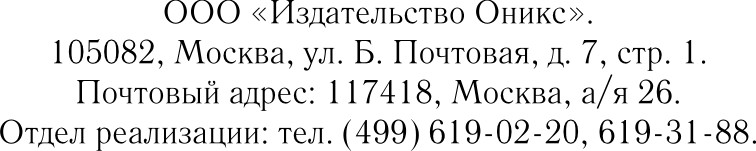 ООО «Издательство Оникс».
105082, Москва, ул. Б. Почтовая, д. 7, стр. 1.
Почтовый адрес: 117418, Москва, а/я 26.
Отдел реализации: тел. (499) 619-02-20, 619-31-88.